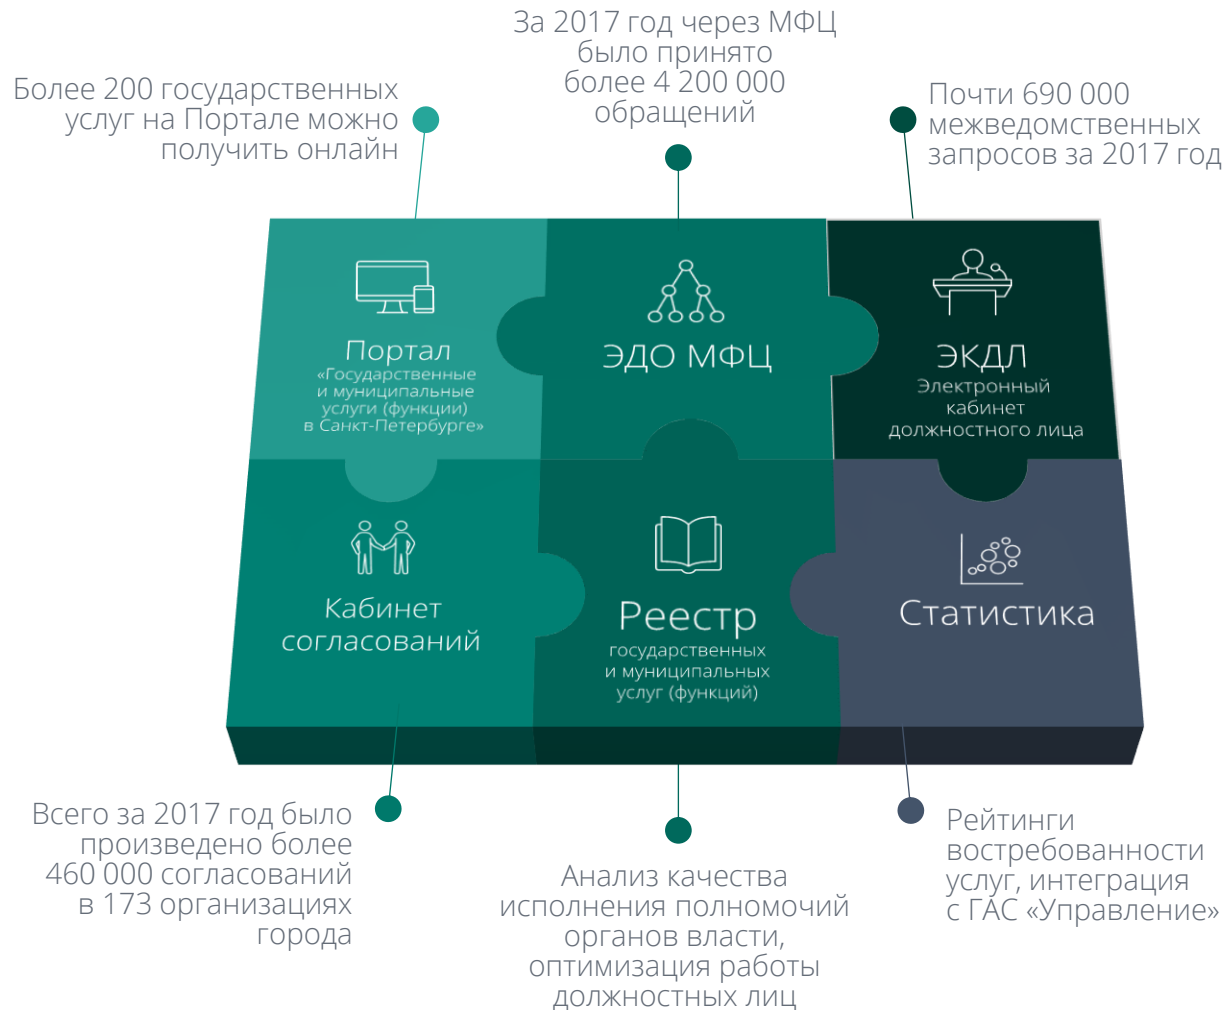 За 2017 год через МФЦ
было принято
более 4 200 000
обращений
Более 200 государственных
услуг на Портале можно
получить онлайн
Почти 690 000
межведомственных
запросов за 2017 год
Портал
«Государственные
и муниципальные
услуги (функции)
в Санкт-Петербурге»
ЭДО МФЦ
ЭКДЛ
Электронный
кабинет
должностного лица
Кабинет
согласований
Реестр
государственных
и муниципальных
услуг (функций)
Статистика
Всего за 2017 год было
произведено более
460 000 согласований
в 173 организациях
города
Анализ качества
исполнения полномочий
органов власти,
оптимизация работы
должностных лиц
Рейтинги
востребованности
услуг, интеграция
с ГАС «Управление»